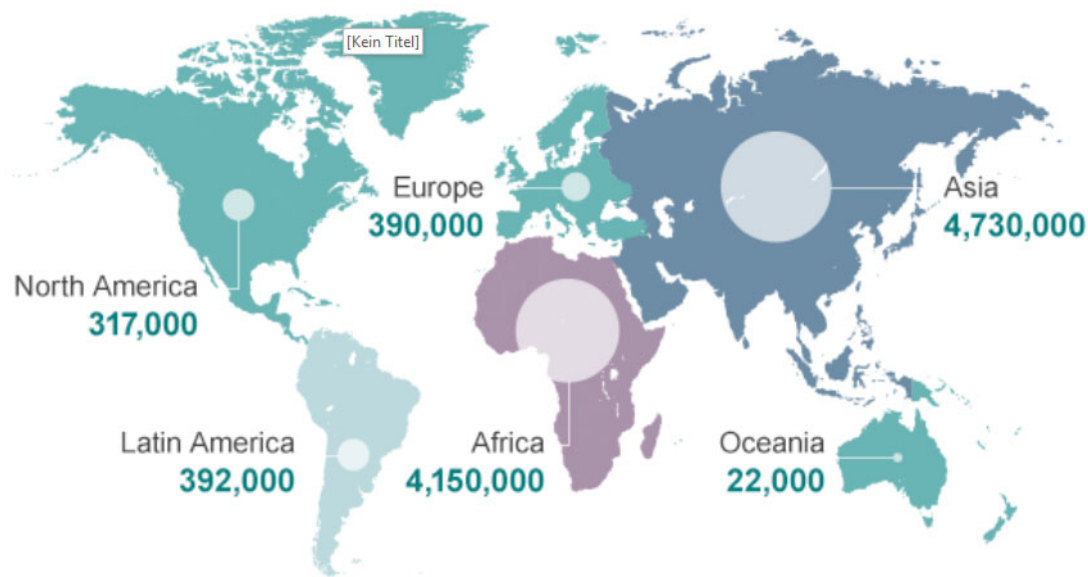 [Kein Titel]
Europe
390,000
Asia
4,730,000
North America
317,000
Latin America
392,000
Africa
4,150,000
Oceania
22,000